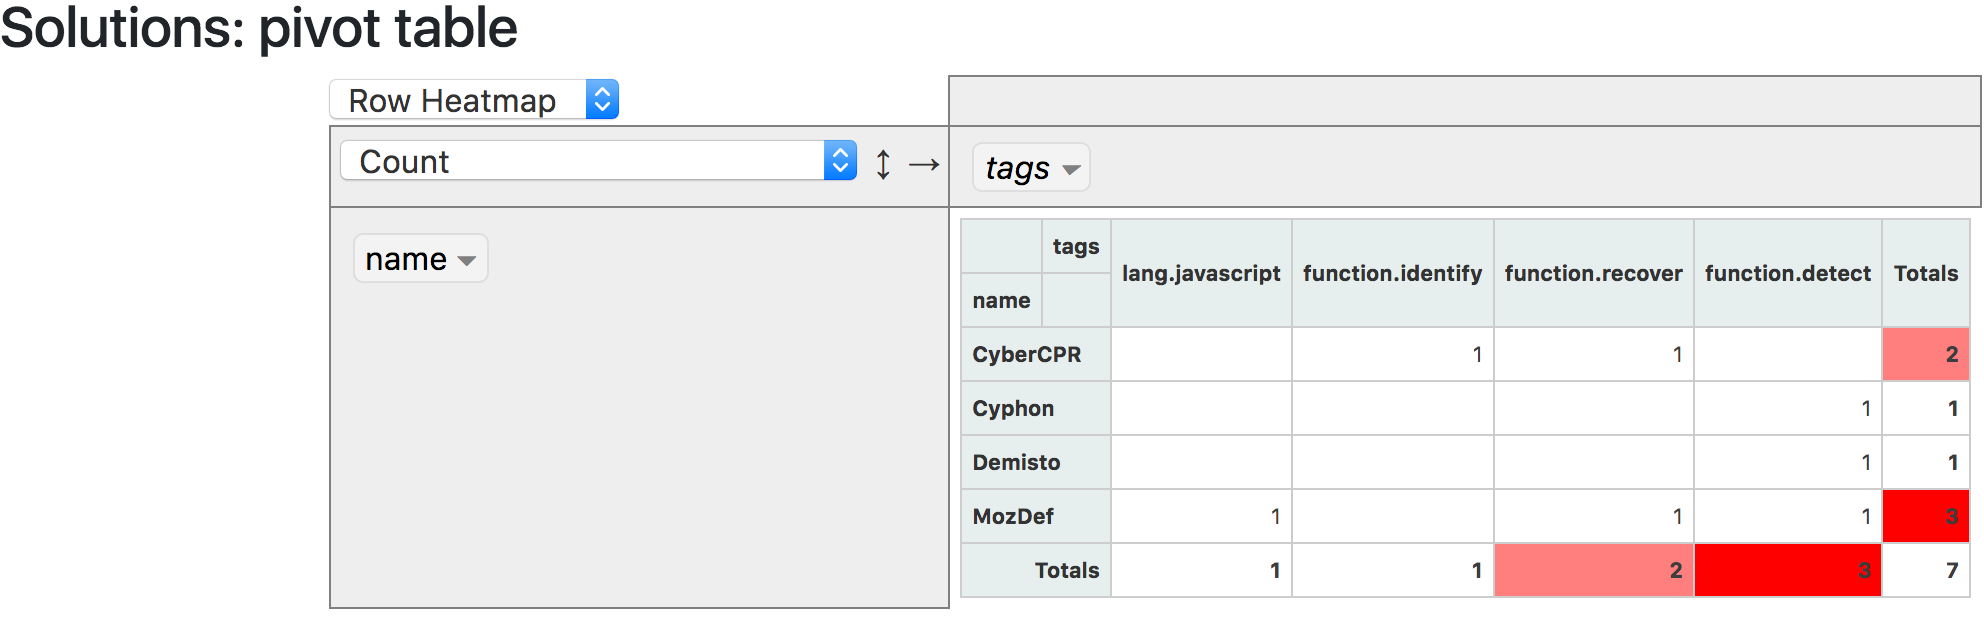 Solutions: pivot table
Row Heatmap
Count ↕ →
tags
name
tags
lang.javascript function.identify function.recover function.detect Totals
name
CyberCPR 1 1 2
Cyphon 1 1
Demisto 1 1
MozDef 1 1 1 3
Totals 1 1 2 3 7